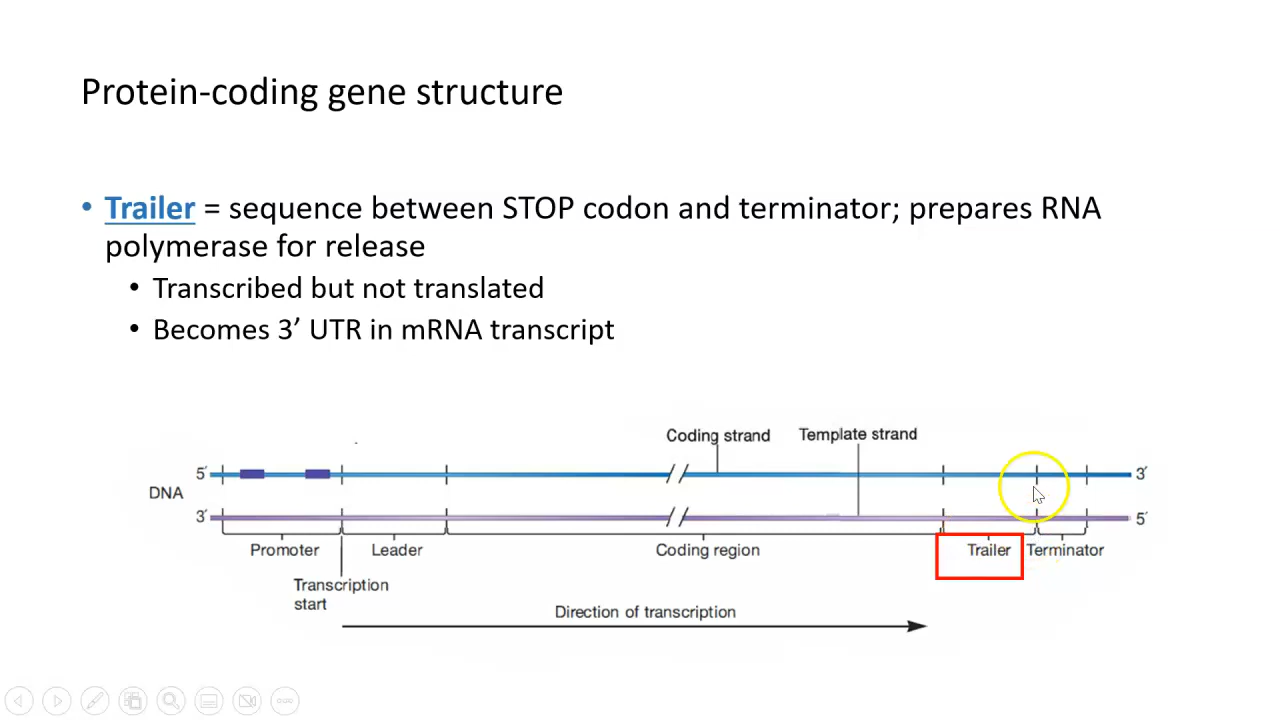 Protein-coding gene structure
• Trailer = sequence between STOP codon and terminator; prepares RNA
polymerase for release
• Transcribed but not translated
• Becomes 3′ UTR in mRNA transcript
Coding strand
Template strand
5′
3′
DNA
3′
5′
Promoter
Leader
Coding region
Trailer
Terminator
Transcription
start
Direction of transcription